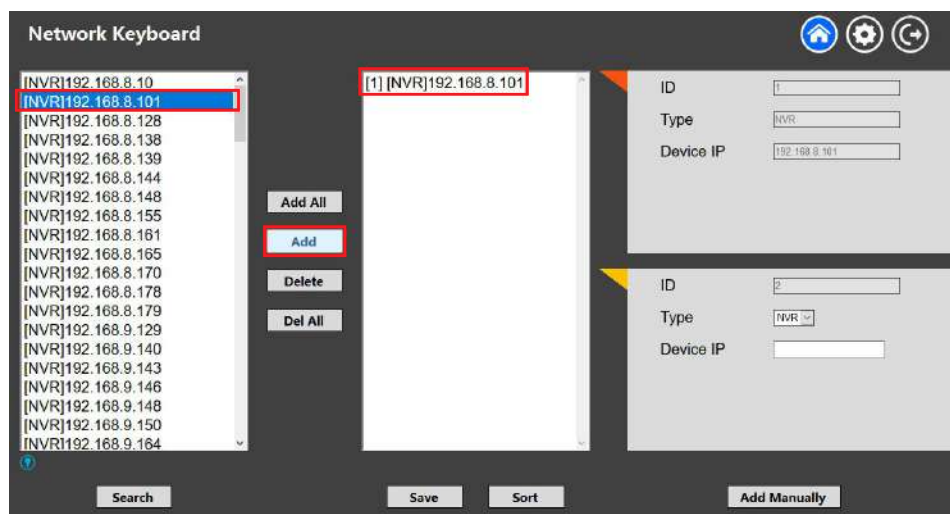 Network Keyboard
[NVR]192.168.8.10
[NVR]192.168.8.101
[NVR]192.168.8.128
[NVR]192.168.8.138
[NVR]192.168.8.139
[NVR]192.168.8.144
[NVR]192.168.8.148
[NVR]192.168.8.155
[NVR]192.168.8.161
[NVR]192.168.8.165
[NVR]192.168.8.170
[NVR]192.168.8.178
[NVR]192.168.8.179
[NVR]192.168.9.129
[NVR]192.168.9.140
[NVR]192.168.9.143
[NVR]192.168.9.146
[NVR]192.168.9.148
[NVR]192.168.9.150
[NVR]192.168.9.164
Search
Add All
Add
Delete
Del All
[1] [NVR]192.168.8.101
Save
Sort
ID 1
Type NVR
Device IP 192.168.8.101
ID 2
Type NVR
Device IP
Add Manually